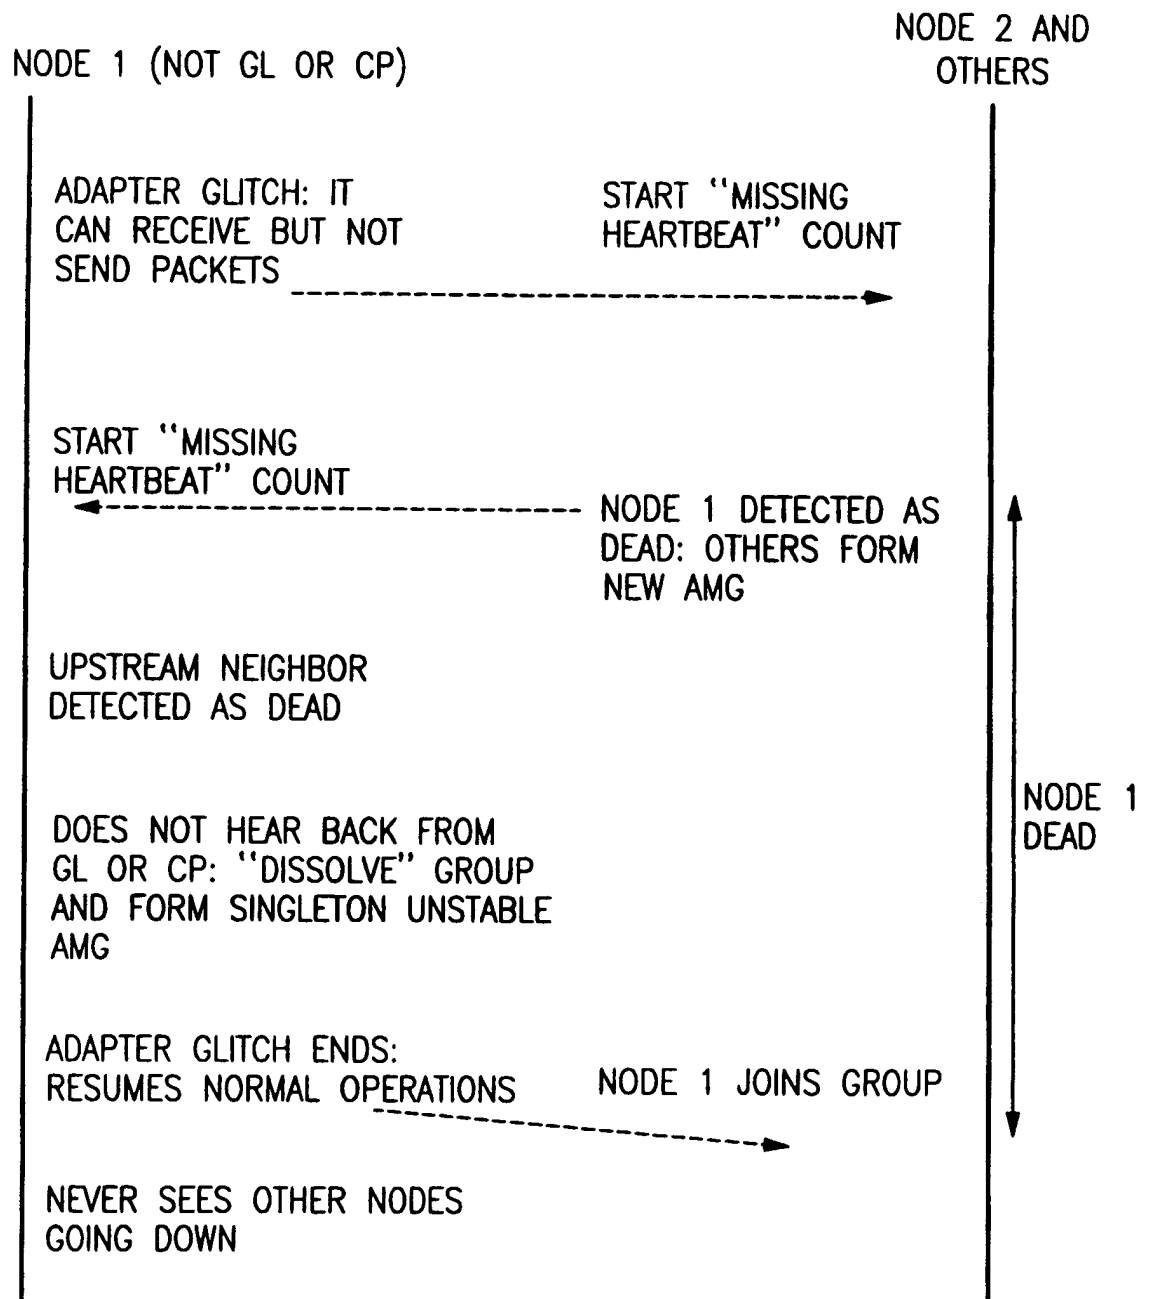 NODE 1 (NOT GL OR CP)
NODE 2 AND
OTHERS
ADAPTER GLITCH: IT
CAN RECEIVE BUT NOT
SEND PACKETS
START ``MISSING
HEARTBEAT" COUNT
START ``MISSING
HEARTBEAT" COUNT
NODE 1 DETECTED AS
DEAD: OTHERS FORM
NEW AMG
UPSTREAM NEIGHBOR
DETECTED AS DEAD
NODE 1
DEAD
DOES NOT HEAR BACK FROM
GL OR CP: ``DISSOLVE" GROUP
AND FORM SINGLETON UNSTABLE
AMG
ADAPTER GLITCH ENDS:
RESUMES NORMAL OPERATIONS
NODE 1 JOINS GROUP
NEVER SEES OTHER NODES
GOING DOWN